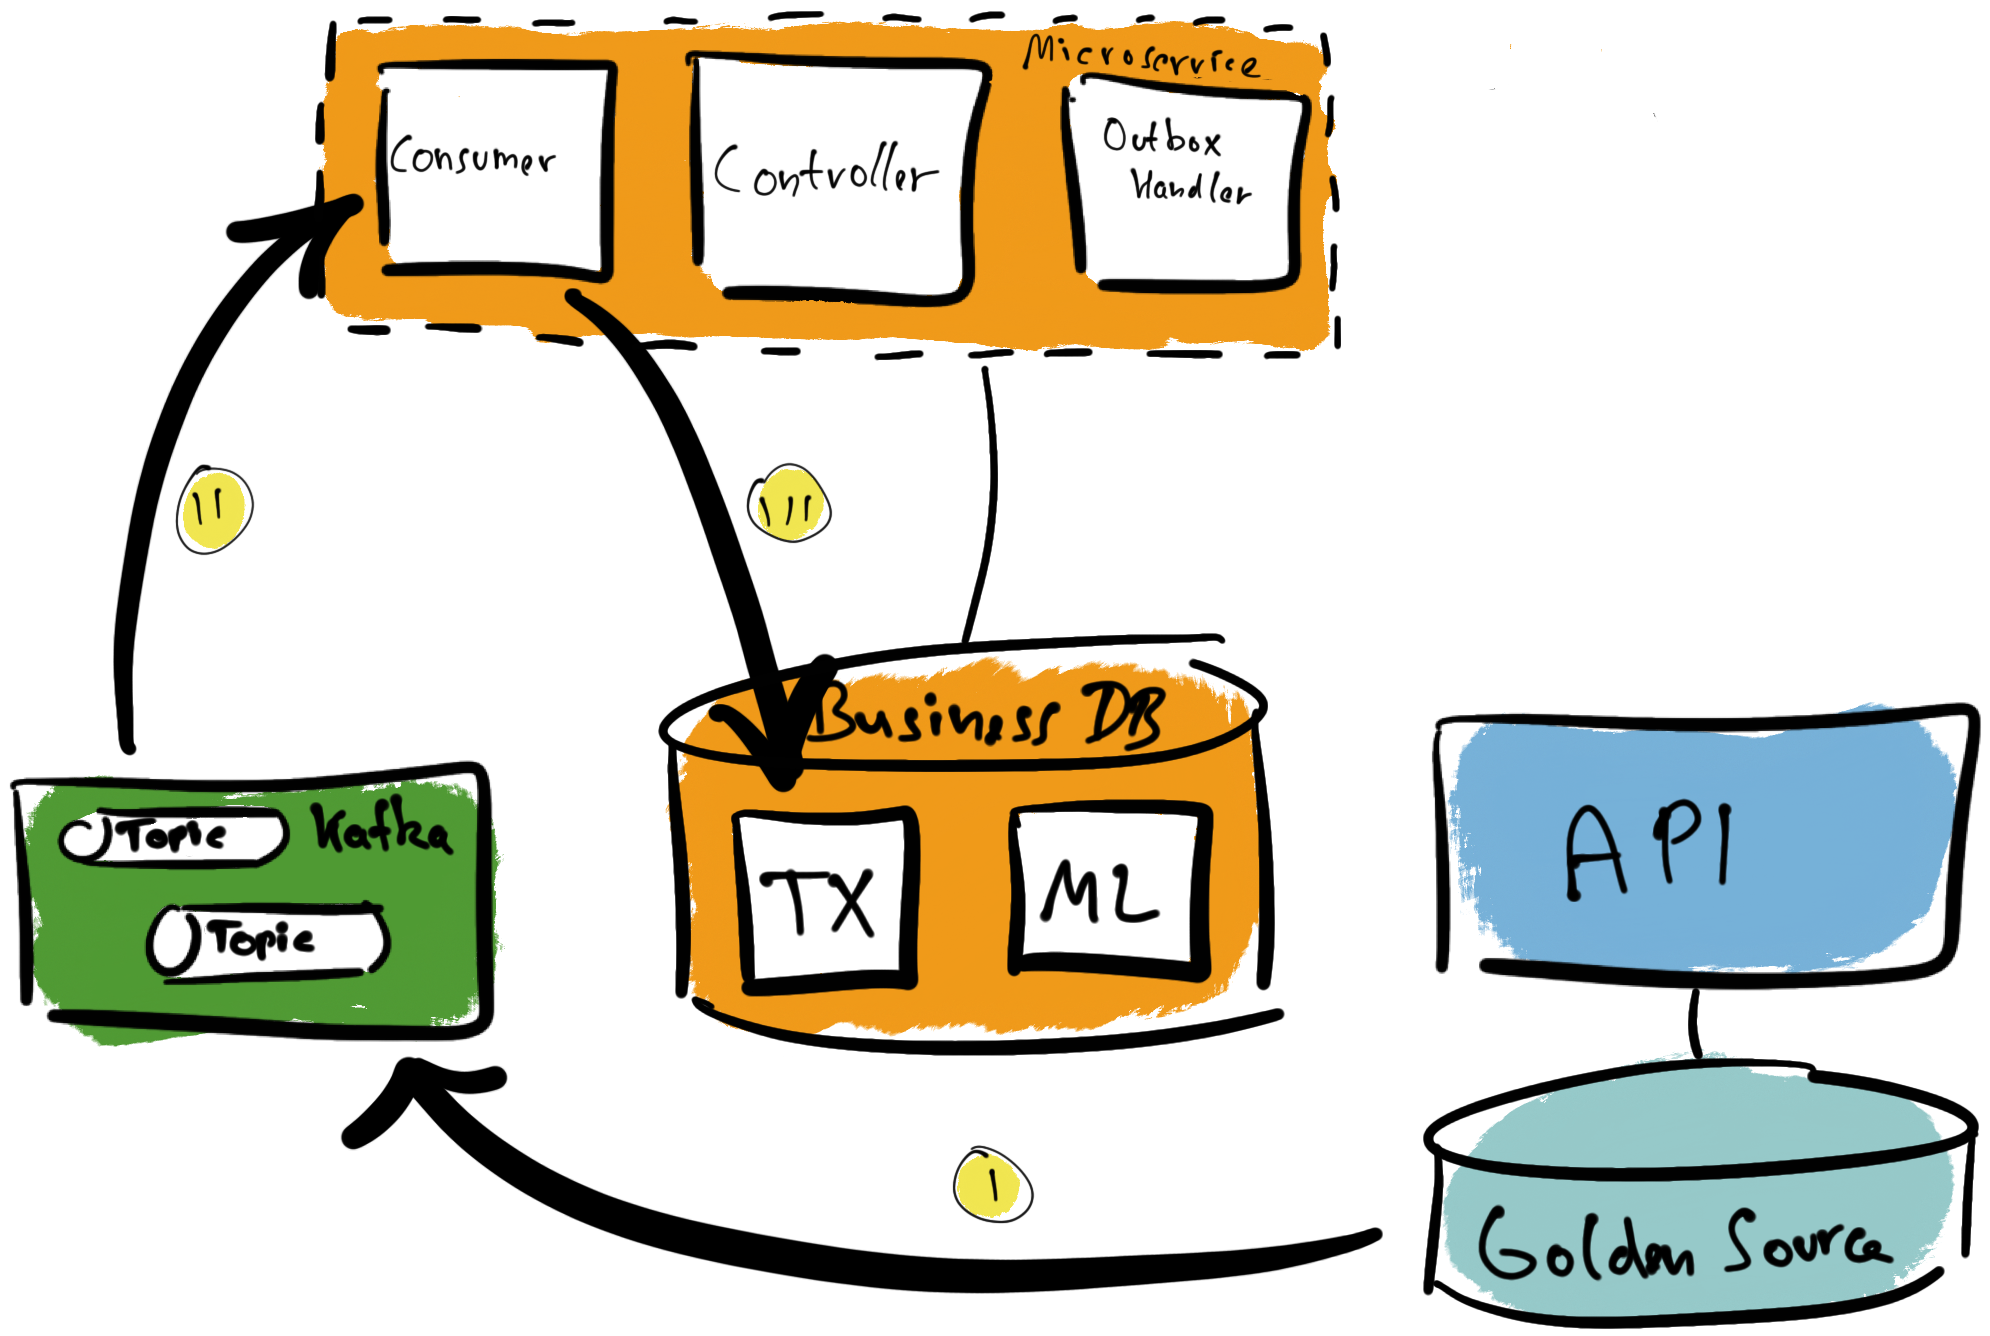 Microservice
Consumer
Controller
Outbox
Handler
II
III
Business DB
TX
ML
Topic
Kafka
Topic
API
I
Golden Source